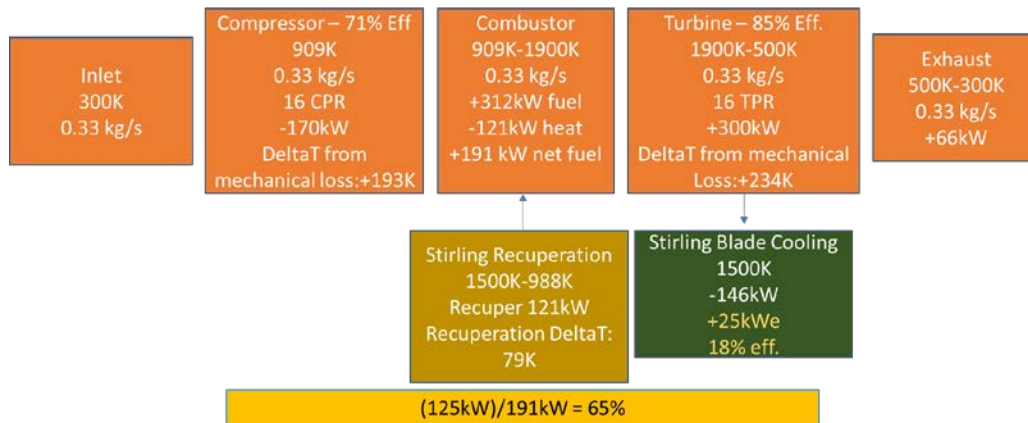 Inlet
300K
0.33 kg/s
Compressor – 71% Eff
909K
0.33 kg/s
16 CPR
-170kW
DeltaT from
mechanical loss:+193K
Combustor
909K-1900K
0.33 kg/s
+312kW fuel
-121kW heat
+191 kW net fuel
Turbine – 85% Eff.
1900K-500K
0.33 kg/s
16 TPR
+300kW
DeltaT from mechanical
Loss:+234K
Exhaust
500K-300K
0.33 kg/s
+66kW
Stirling Recuperation
1500K-988K
Recuper 121kW
Recuperation DeltaT:
79K
Stirling Blade Cooling
1500K
-146kW
+25kWe
18% eff.
(125kW)/191kW = 65%